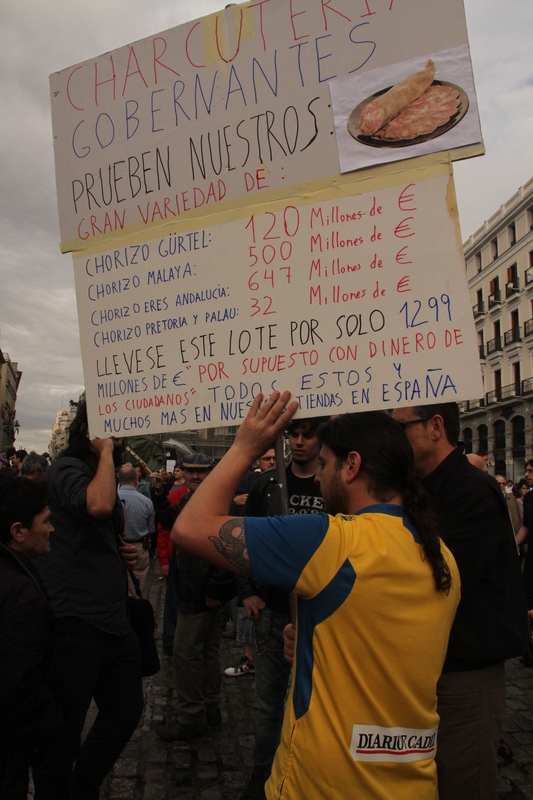 CHARCUTERIA
GOBERNANTES
PRUEBEN NUESTROS
GRAN VARIEDAD DE:
CHORIZO GÜRTEL: 120 Millones de €
CHORIZO MALAYA: 500 Millones de €
CHORIZO ERES ANDALUCÍA: 647 Millones de €
CHORIZO PRETORIA Y PALAU: 32 Millones de €
LLEVESE ESTE LOTE POR SOLO 1299
MILLONES DE € "POR SUPUESTO CON DINERO DE
LOS CIUDADANOS" TODOS ESTOS Y
MUCHOS MAS EN TIENDAS EN ESPAÑA
DIARIO CADIZ